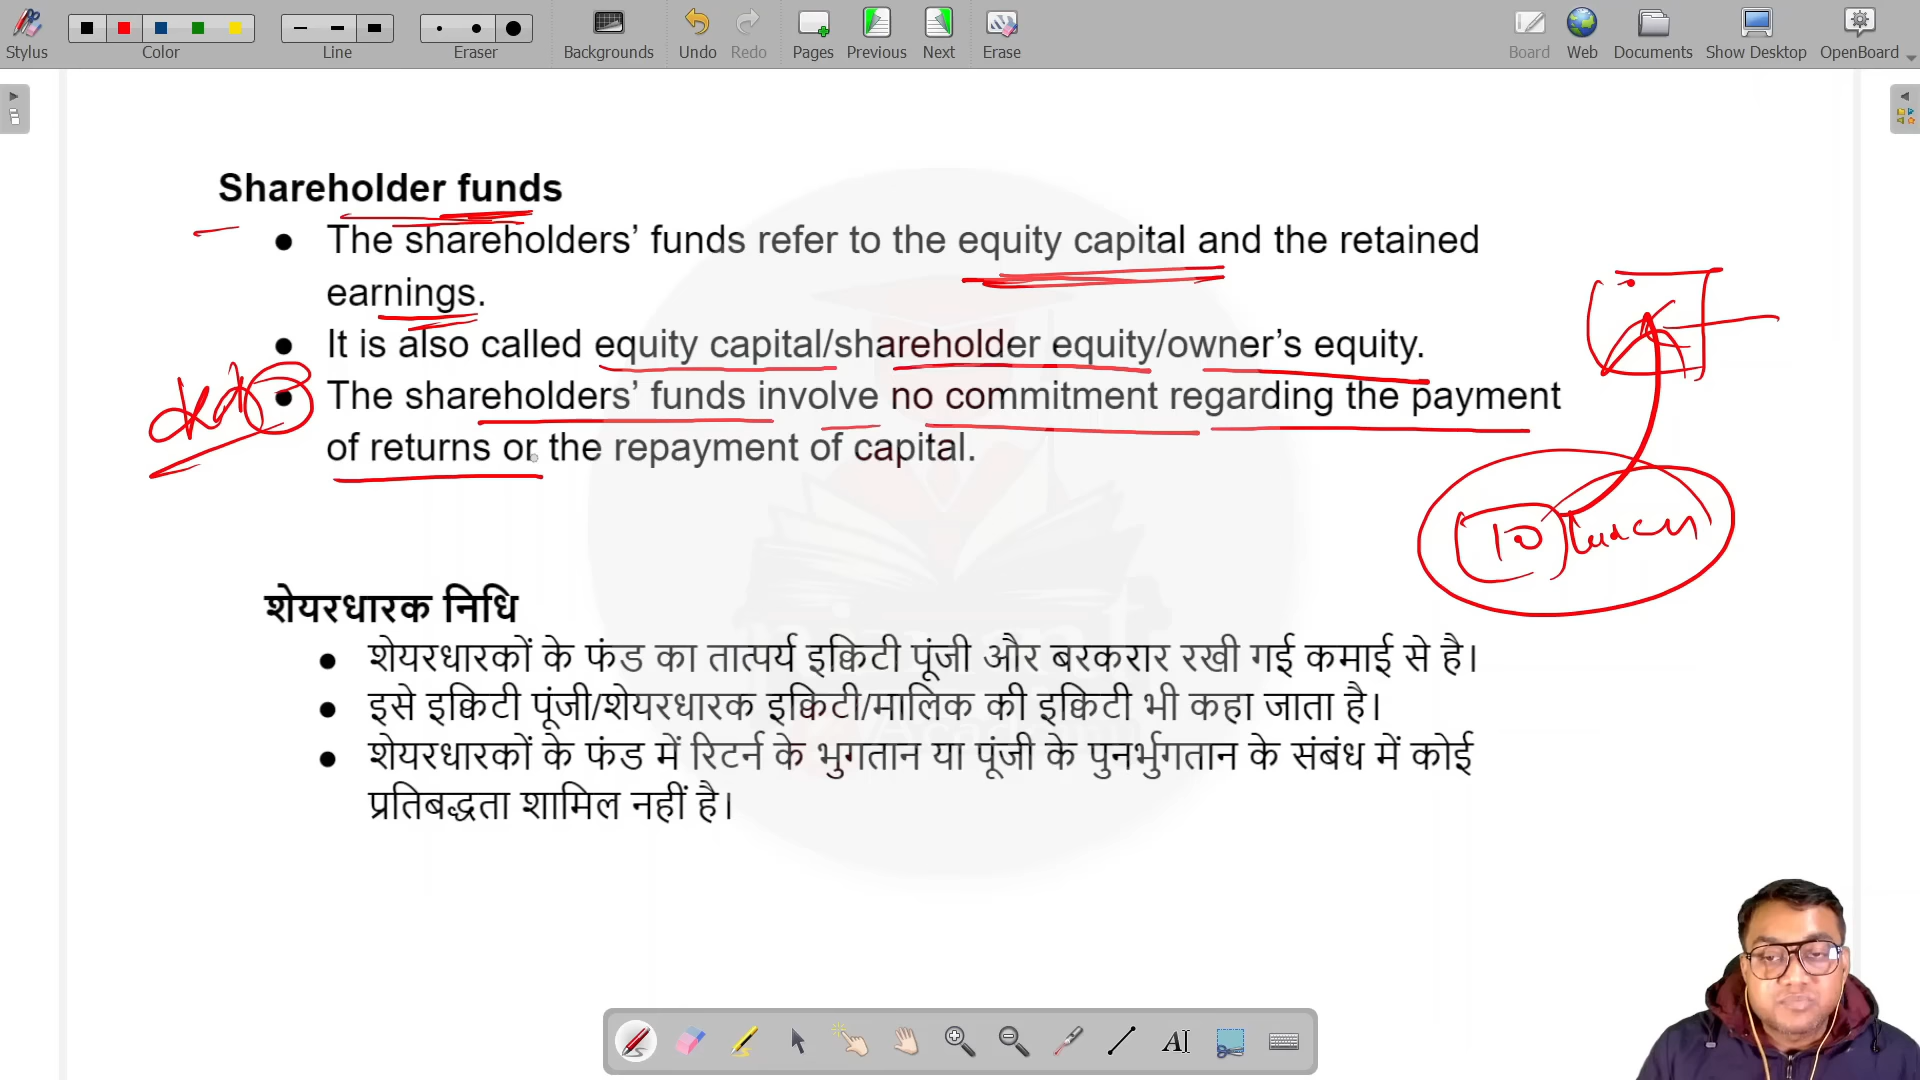 Stylus
Color
Line
Eraser
Backgrounds
Undo
Redo
Pages
Previous
Next
Erase
Board
Web
Documents
Show Desktop
OpenBoard
Shareholder funds
● The shareholders’ funds refer to the equity capital and the retained
earnings.
● It is also called equity capital/shareholder equity/owner’s equity.
● The shareholders’ funds involve no commitment regarding the payment
of returns or the repayment of capital.
10
शेयरधारक निधि
● शेयरधारकों के फंड का तात्पर्य इक्विटी पूंजी और बरकरार रखी गई कमाई से है।
● इसे इक्विटी पूंजी/शेयरधारक इक्विटी/मालिक की इक्विटी भी कहा जाता है।
● शेयरधारकों के फंड में रिटर्न के भुगतान या पूंजी के पुनर्भुगतान के संबंध में कोई
प्रतिबद्धता शामिल नहीं है।